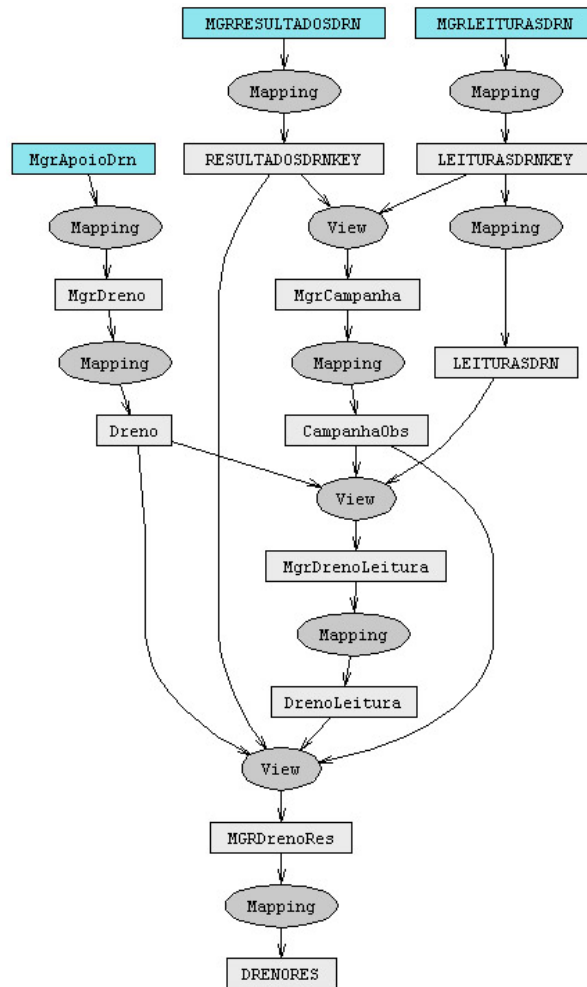 MGRRESULTADOSDRN
MGRLEITURASDRN
Mapping
Mapping
MgrApoioDrn
RESULTADOSDRNKEY
LEITURASDRNKEY
Mapping
View
Mapping
MgrDreno
MgrCampanha
Mapping
Mapping
LEITURASDRN
Dreno
CampanhaObs
View
MgrDrenoLeitura
Mapping
DrenoLeitura
View
MGRDrenoRes
Mapping
DRENORES